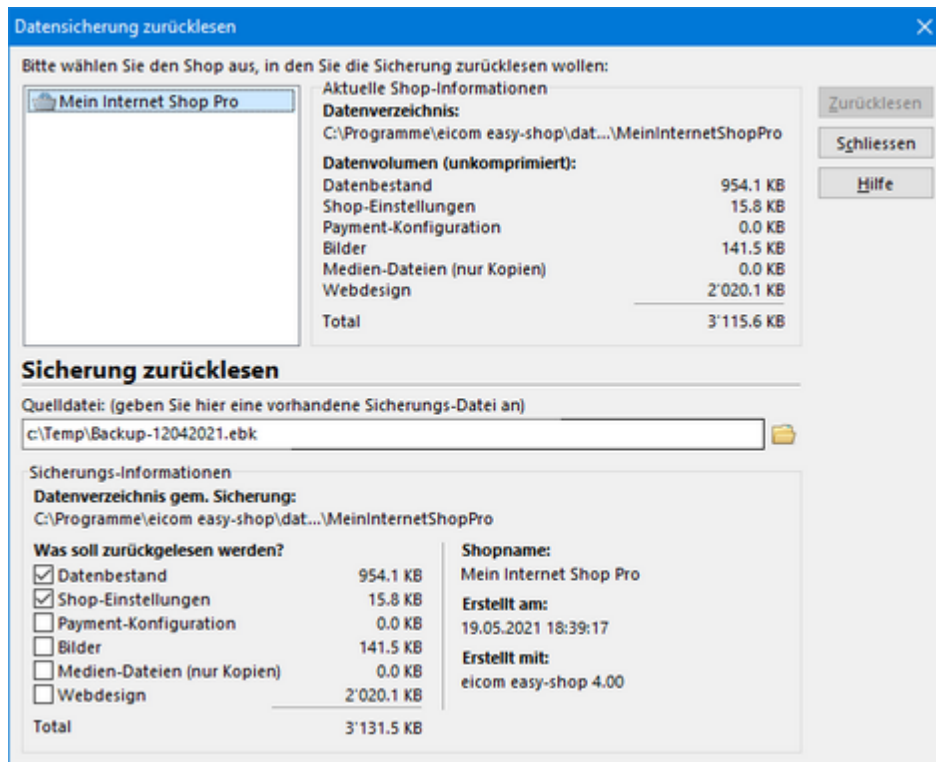 Datensicherung zurücklesen
Bitte wählen Sie den Shop aus, in den Sie die Sicherung zurücklesen wollen:
Mein Internet Shop Pro
Aktuelle Shop-Informationen
Datenverzeichnis:
C:\Programme\eicom easy-shop\dat...\MeinInternetShopPro
Datenvolumen (unkomprimiert):
Datenbestand 954.1 KB
Shop-Einstellungen 15.8 KB
Payment-Konfiguration 0.0 KB
Bilder 141.5 KB
Medien-Dateien (nur Kopien) 0.0 KB
Webdesign 2'020.1 KB
Total 3'115.6 KB
Zurücklesen
Schliessen
Hilfe
Sicherung zurücklesen
Quelldatei: (geben Sie hier eine vorhandene Sicherungs-Datei an)
c:\Temp\Backup-12042021.ebk
Sicherungs-Informationen
Datenverzeichnis gem. Sicherung:
C:\Programme\eicom easy-shop\dat...\MeinInternetShopPro
Was soll zurückgelesen werden?
Datenbestand 954.1 KB
Shop-Einstellungen 15.8 KB
Payment-Konfiguration 0.0 KB
Bilder 141.5 KB
Medien-Dateien (nur Kopien) 0.0 KB
Webdesign 2'020.1 KB
Total 3'131.5 KB
Shopname:
Mein Internet Shop Pro
Erstellt am:
19.05.2021 18:39:17
Erstellt mit:
eicom easy-shop 4.00